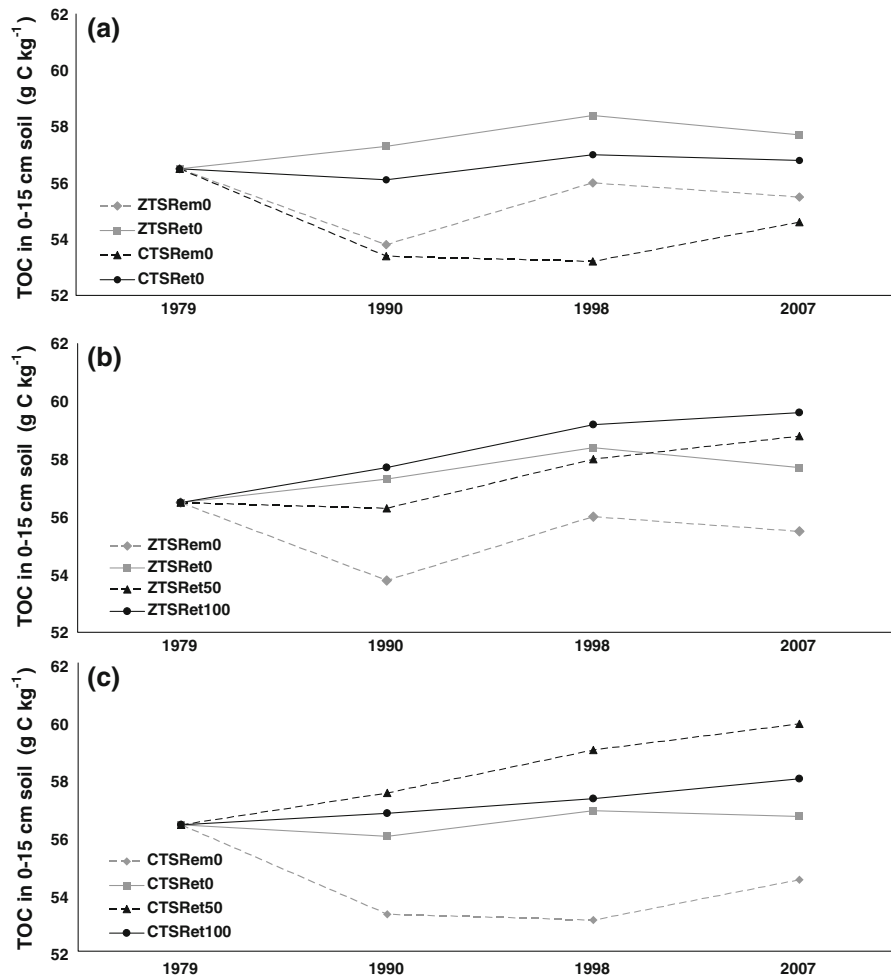 (a)
TOC in 0-15 cm soil (g C kg⁻¹)
62
60
58
56
54
52
ZTSRem0
ZTSRet0
CTSRem0
CTSRet0
1979 1990 1998 2007
(b)
TOC in 0-15 cm soil (g C kg⁻¹)
62
60
58
56
54
52
ZTSRem0
ZTSRet0
ZTSRet50
ZTSRet100
1979 1990 1998 2007
(c)
TOC in 0-15 cm soil (g C kg⁻¹)
62
60
58
56
54
52
CTSRem0
CTSRet0
CTSRet50
CTSRet100
1979 1990 1998 2007